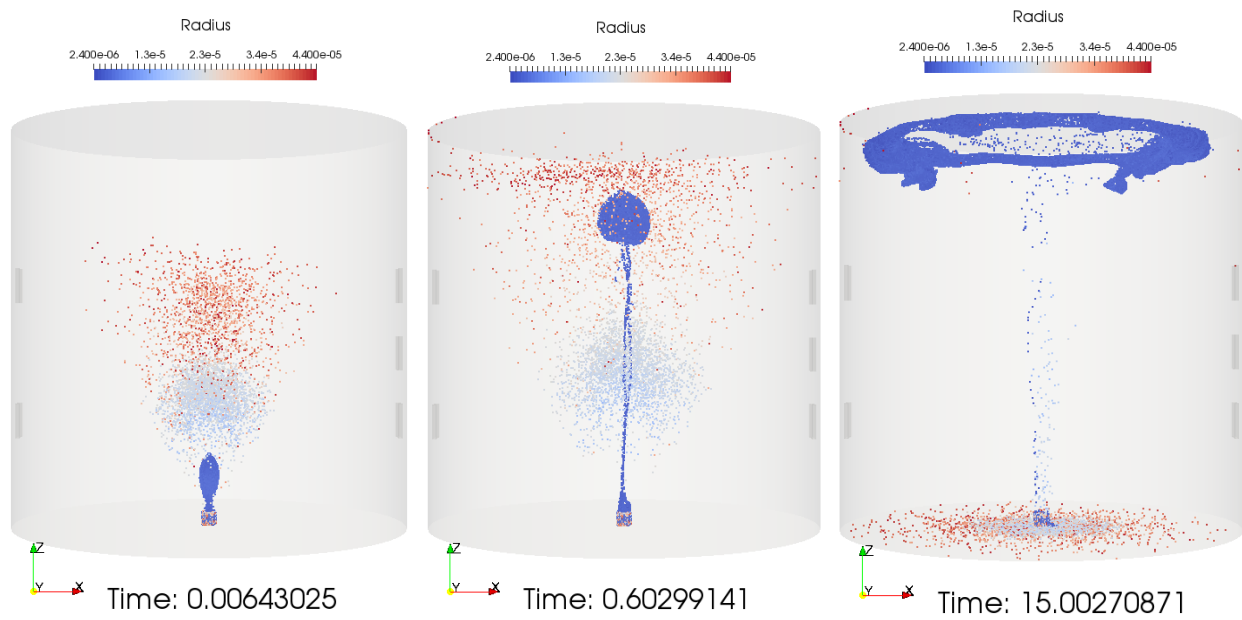 Radius
2.400e-06 1.3e-5 2.3e-5 3.4e-5 4.400e-05
Z
Y X
Time: 0.00643025
Radius
2.400e-06 1.3e-5 2.3e-5 3.4e-5 4.400e-05
Z
Y X
Time: 0.60299141
Radius
2.400e-06 1.3e-5 2.3e-5 3.4e-5 4.400e-05
Z
Y X
Time: 15.00270871